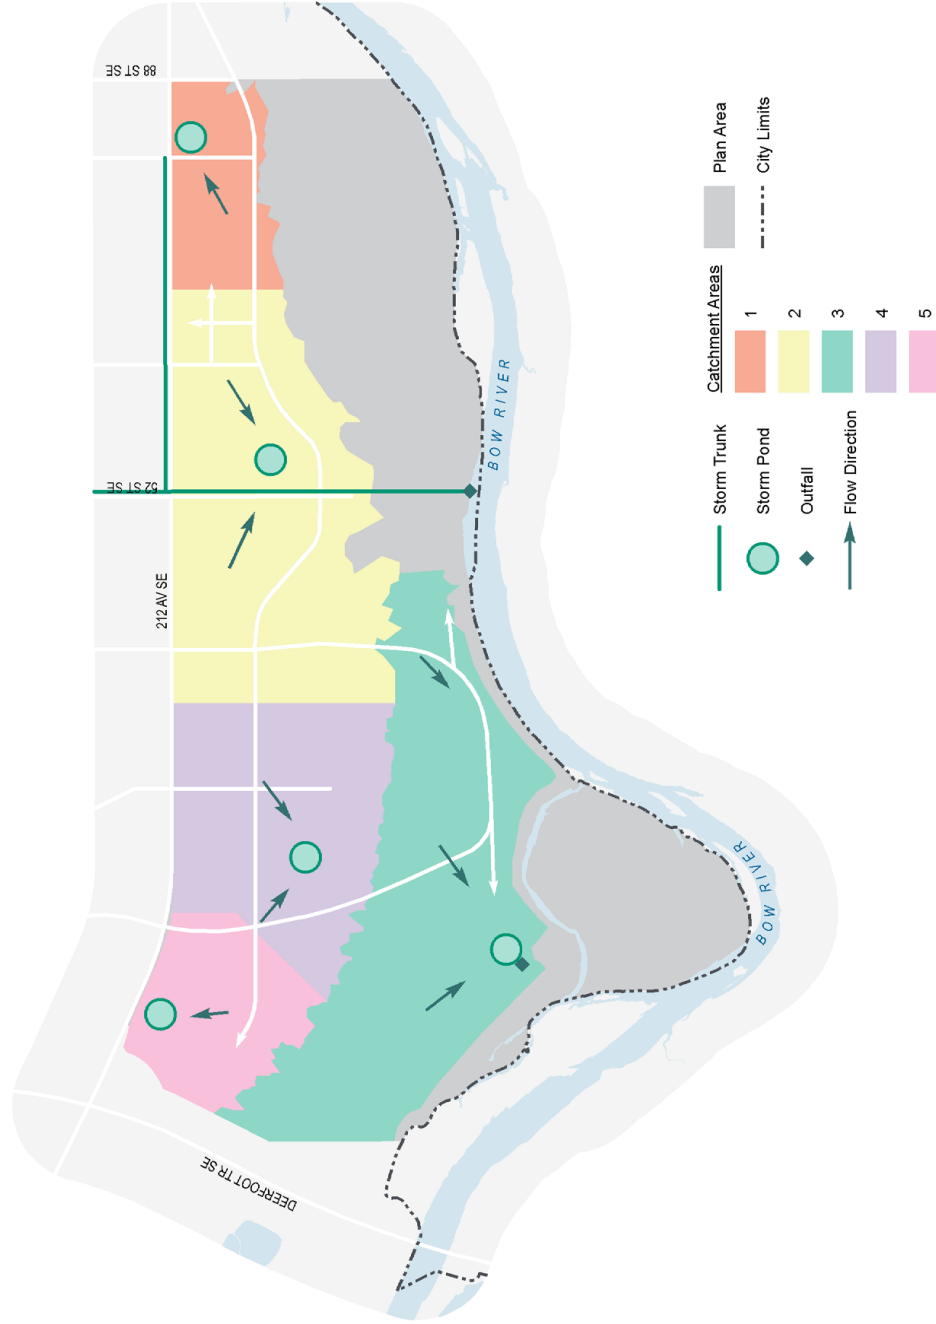 88 ST SE
52 ST SE
212 AV SE
DEERFOOT TR SE
BOW RIVER
BOW RIVER
Storm Trunk
Storm Pond
Outfall
Flow Direction
Catchment Areas
1
2
3
4
5
Plan Area
City Limits